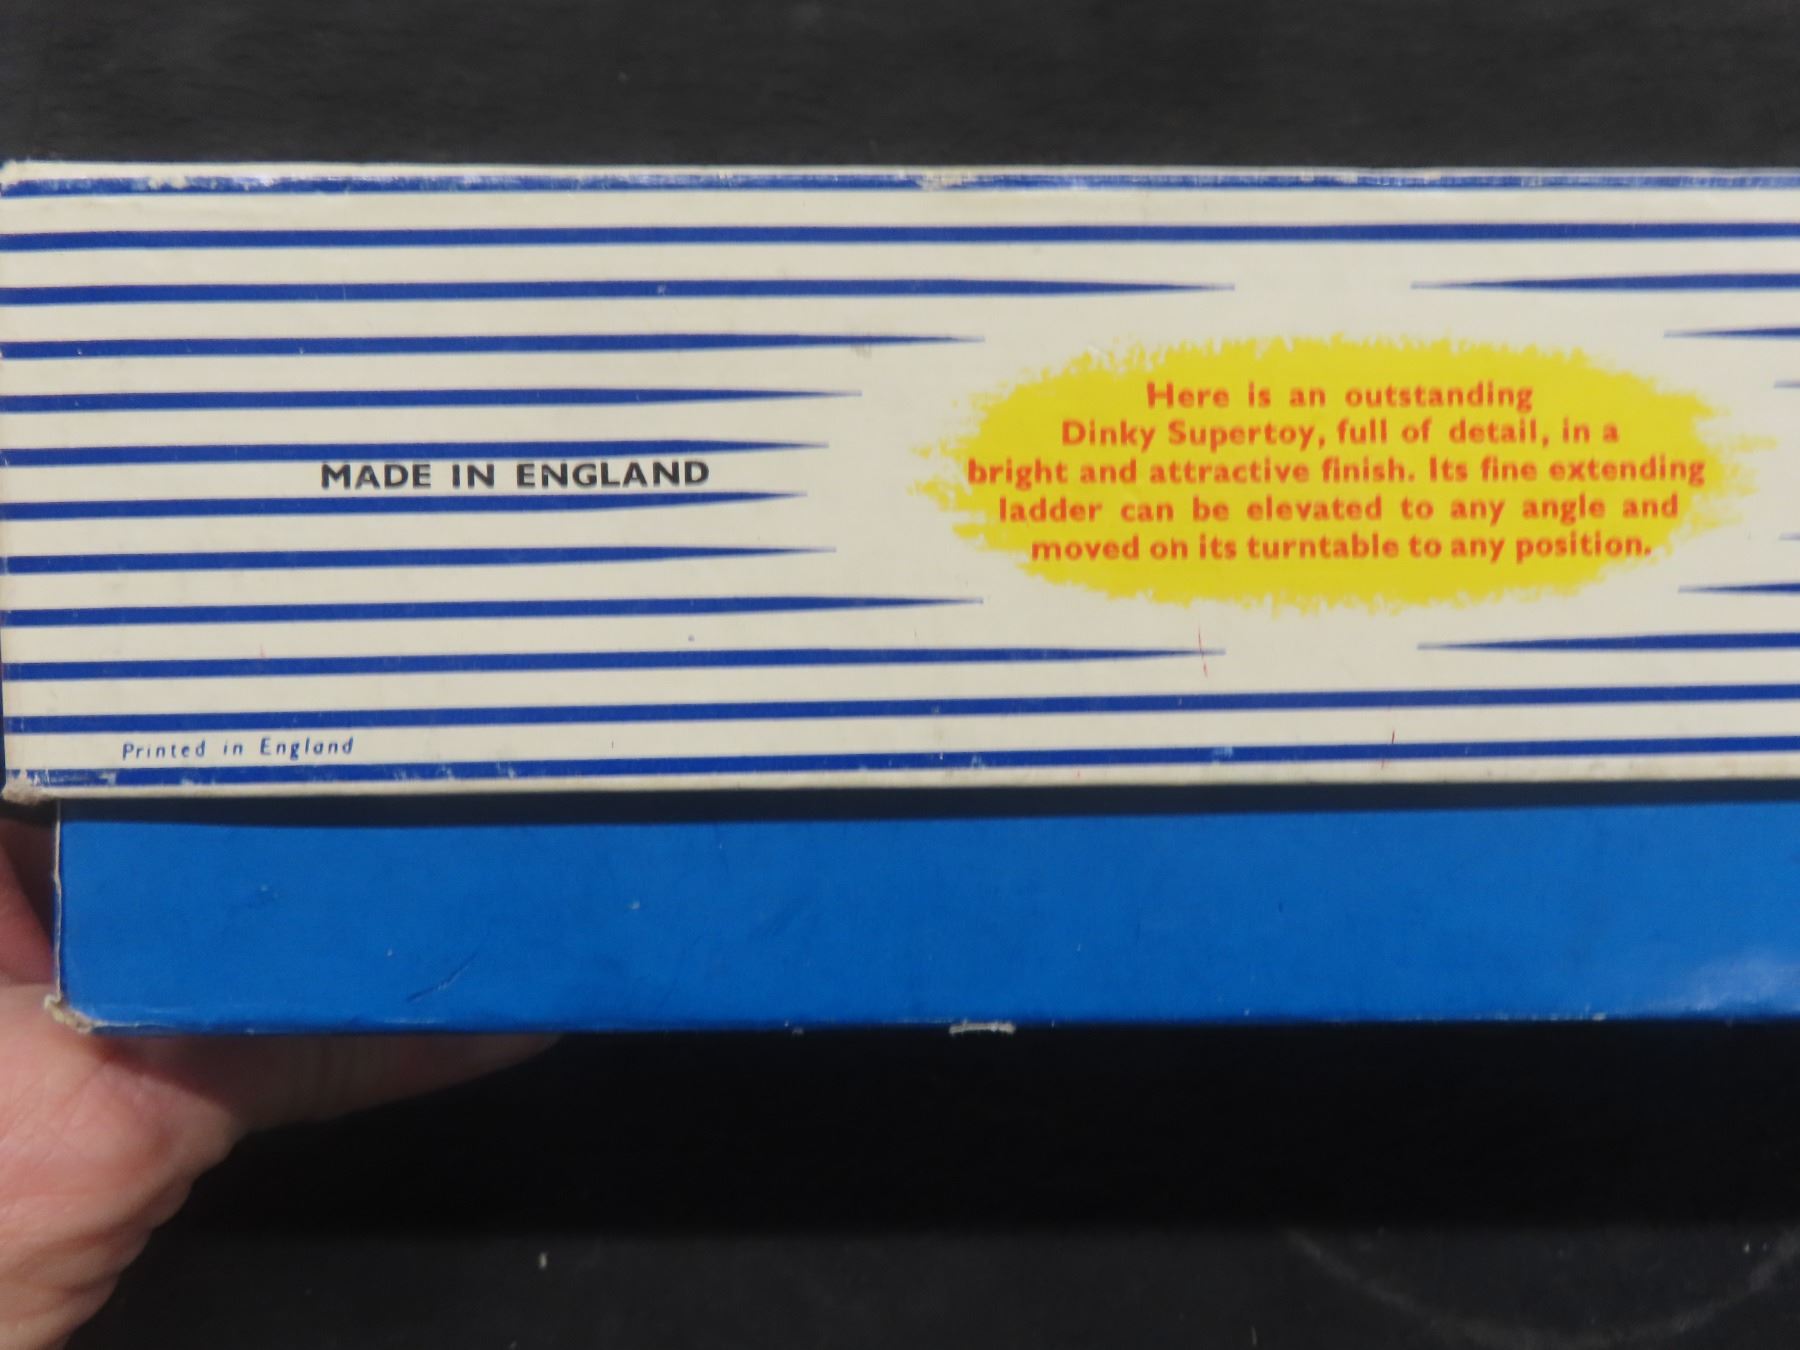 MADE IN ENGLAND
Here is an outstanding
Dinky Supertoy, full of detail, in a
bright and attractive finish. Its fine extending
ladder can be elevated to any angle and
moved on its turntable to any position.
Printed in England